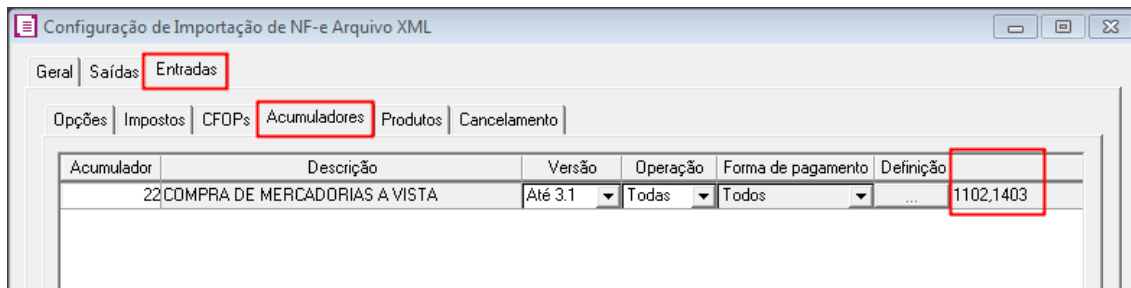 Configuração de Importação de NF-e Arquivo XML
Geral Saídas Entradas
Opções Impostos CFOPs Acumuladores Produtos Cancelamento
Acumulador Descrição Versão Operação Forma de pagamento Definição
22 COMPRA DE MERCADORIAS A VISTA Até 3.1 Todas Todos ... 1102,1403